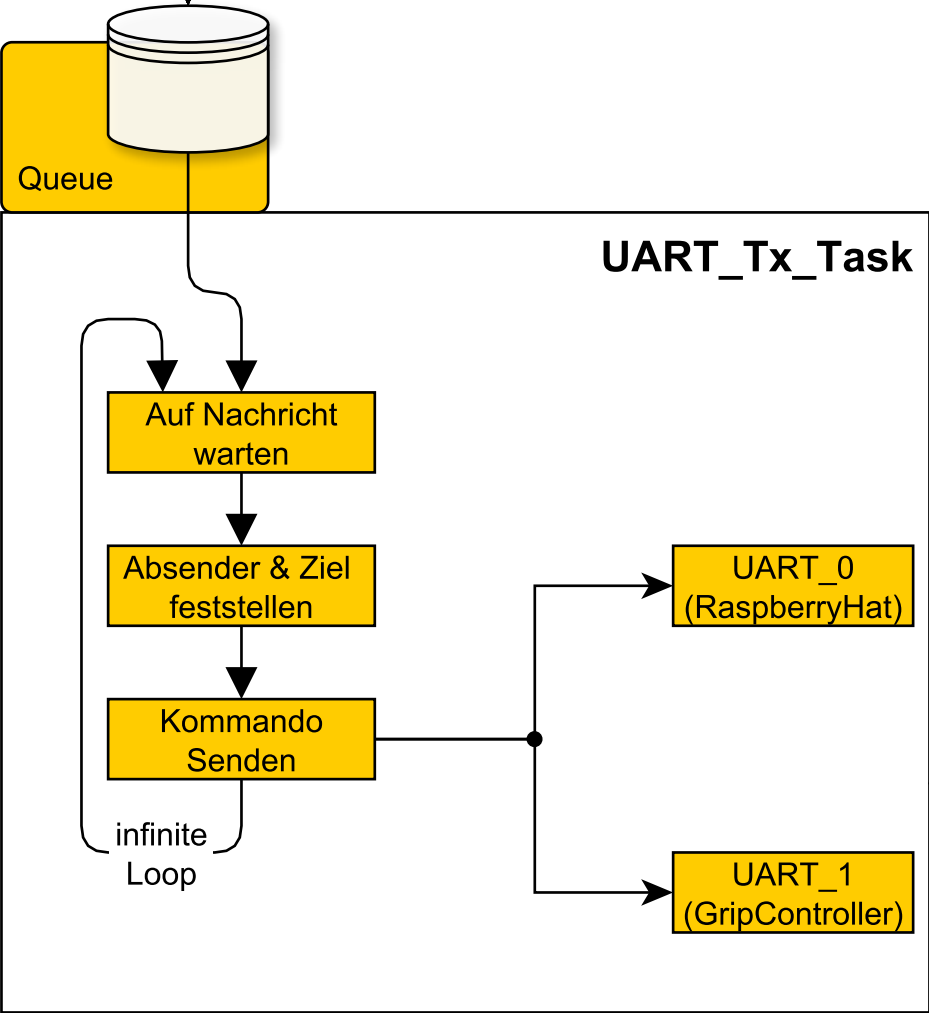 Queue
UART_Tx_Task
Auf Nachricht
warten
Absender & Ziel
feststellen
Kommando
Senden
infinite
Loop
UART_0
(RaspberryHat)
UART_1
(GripController)